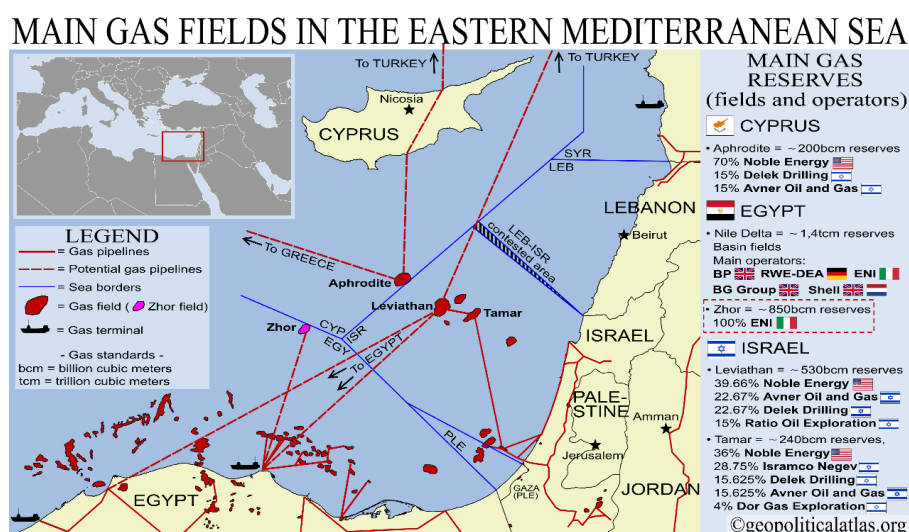 MAIN GAS FIELDS IN THE EASTERN MEDITERRANEAN SEA
To TURKEY
To TURKEY
Nicosia
CYPRUS
SYR
LEB
LEBANON
Beirut
LEB-ISR
contested area
To GREECE
Aphrodite
Leviathan
Tamar
Zhor
CYP
ISR
EGY
To EGYPT
ISRAEL
PALE-
STINE
Amman
Jerusalem
PLE
GAZA
(PLE)
EGYPT
JORDAN
LEGEND
= Gas pipelines
= Potential gas pipelines
= Sea borders
= Gas field ( Zhor field)
= Gas terminal
- Gas standards -
bcm = billion cubic meters
tcm = trillion cubic meters
MAIN GAS
RESERVES
(fields and operators)
CYPRUS
• Aphrodite = ~200bcm reserves
70% Noble Energy
15% Delek Drilling
15% Avner Oil and Gas
EGYPT
• Nile Delta = ~1,4tcm reserves
Basin fields
Main operators:
BP RWE-DEA ENI
BG Group Shell
• Zhor = ~850bcm reserves
100% ENI
ISRAEL
• Leviathan = ~530bcm reserves
39.66% Noble Energy
22.67% Avner Oil and Gas
22.67% Delek Drilling
15% Ratio Oil Exploration
• Tamar = ~240bcm reserves,
36% Noble Energy
28.75% Isramco Negev
15.625% Delek Drilling
15.625% Avner Oil and Gas
4% Dor Gas Exploration
©geopoliticalatlas.org